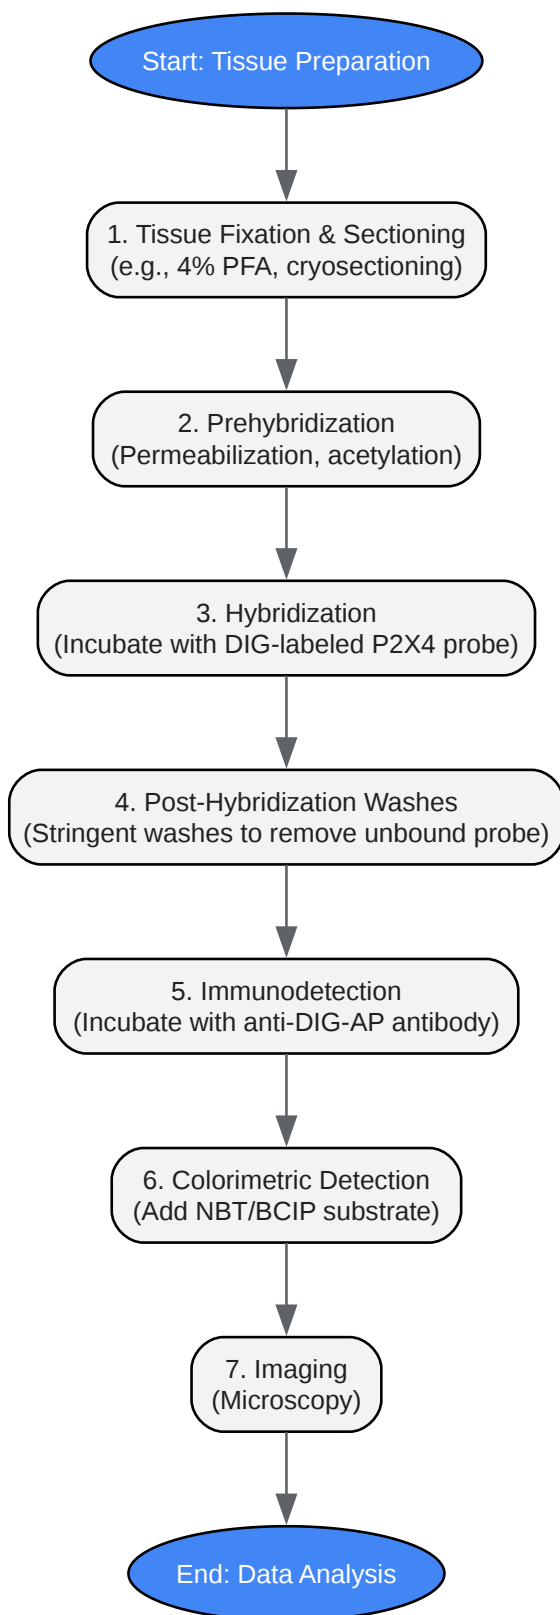 Start: Tissue Preparation
1. Tissue Fixation & Sectioning
(e.g., 4% PFA, cryosectioning)
2. Prehybridization
(Permeabilization, acetylation)
3. Hybridization
(Incubate with DIG-labeled P2X4 probe)
4. Post-Hybridization Washes
(Stringent washes to remove unbound probe)
5. Immunodetection
(Incubate with anti-DIG-AP antibody)
6. Colorimetric Detection
(Add NBT/BCIP substrate)
7. Imaging
(Microscopy)
End: Data Analysis